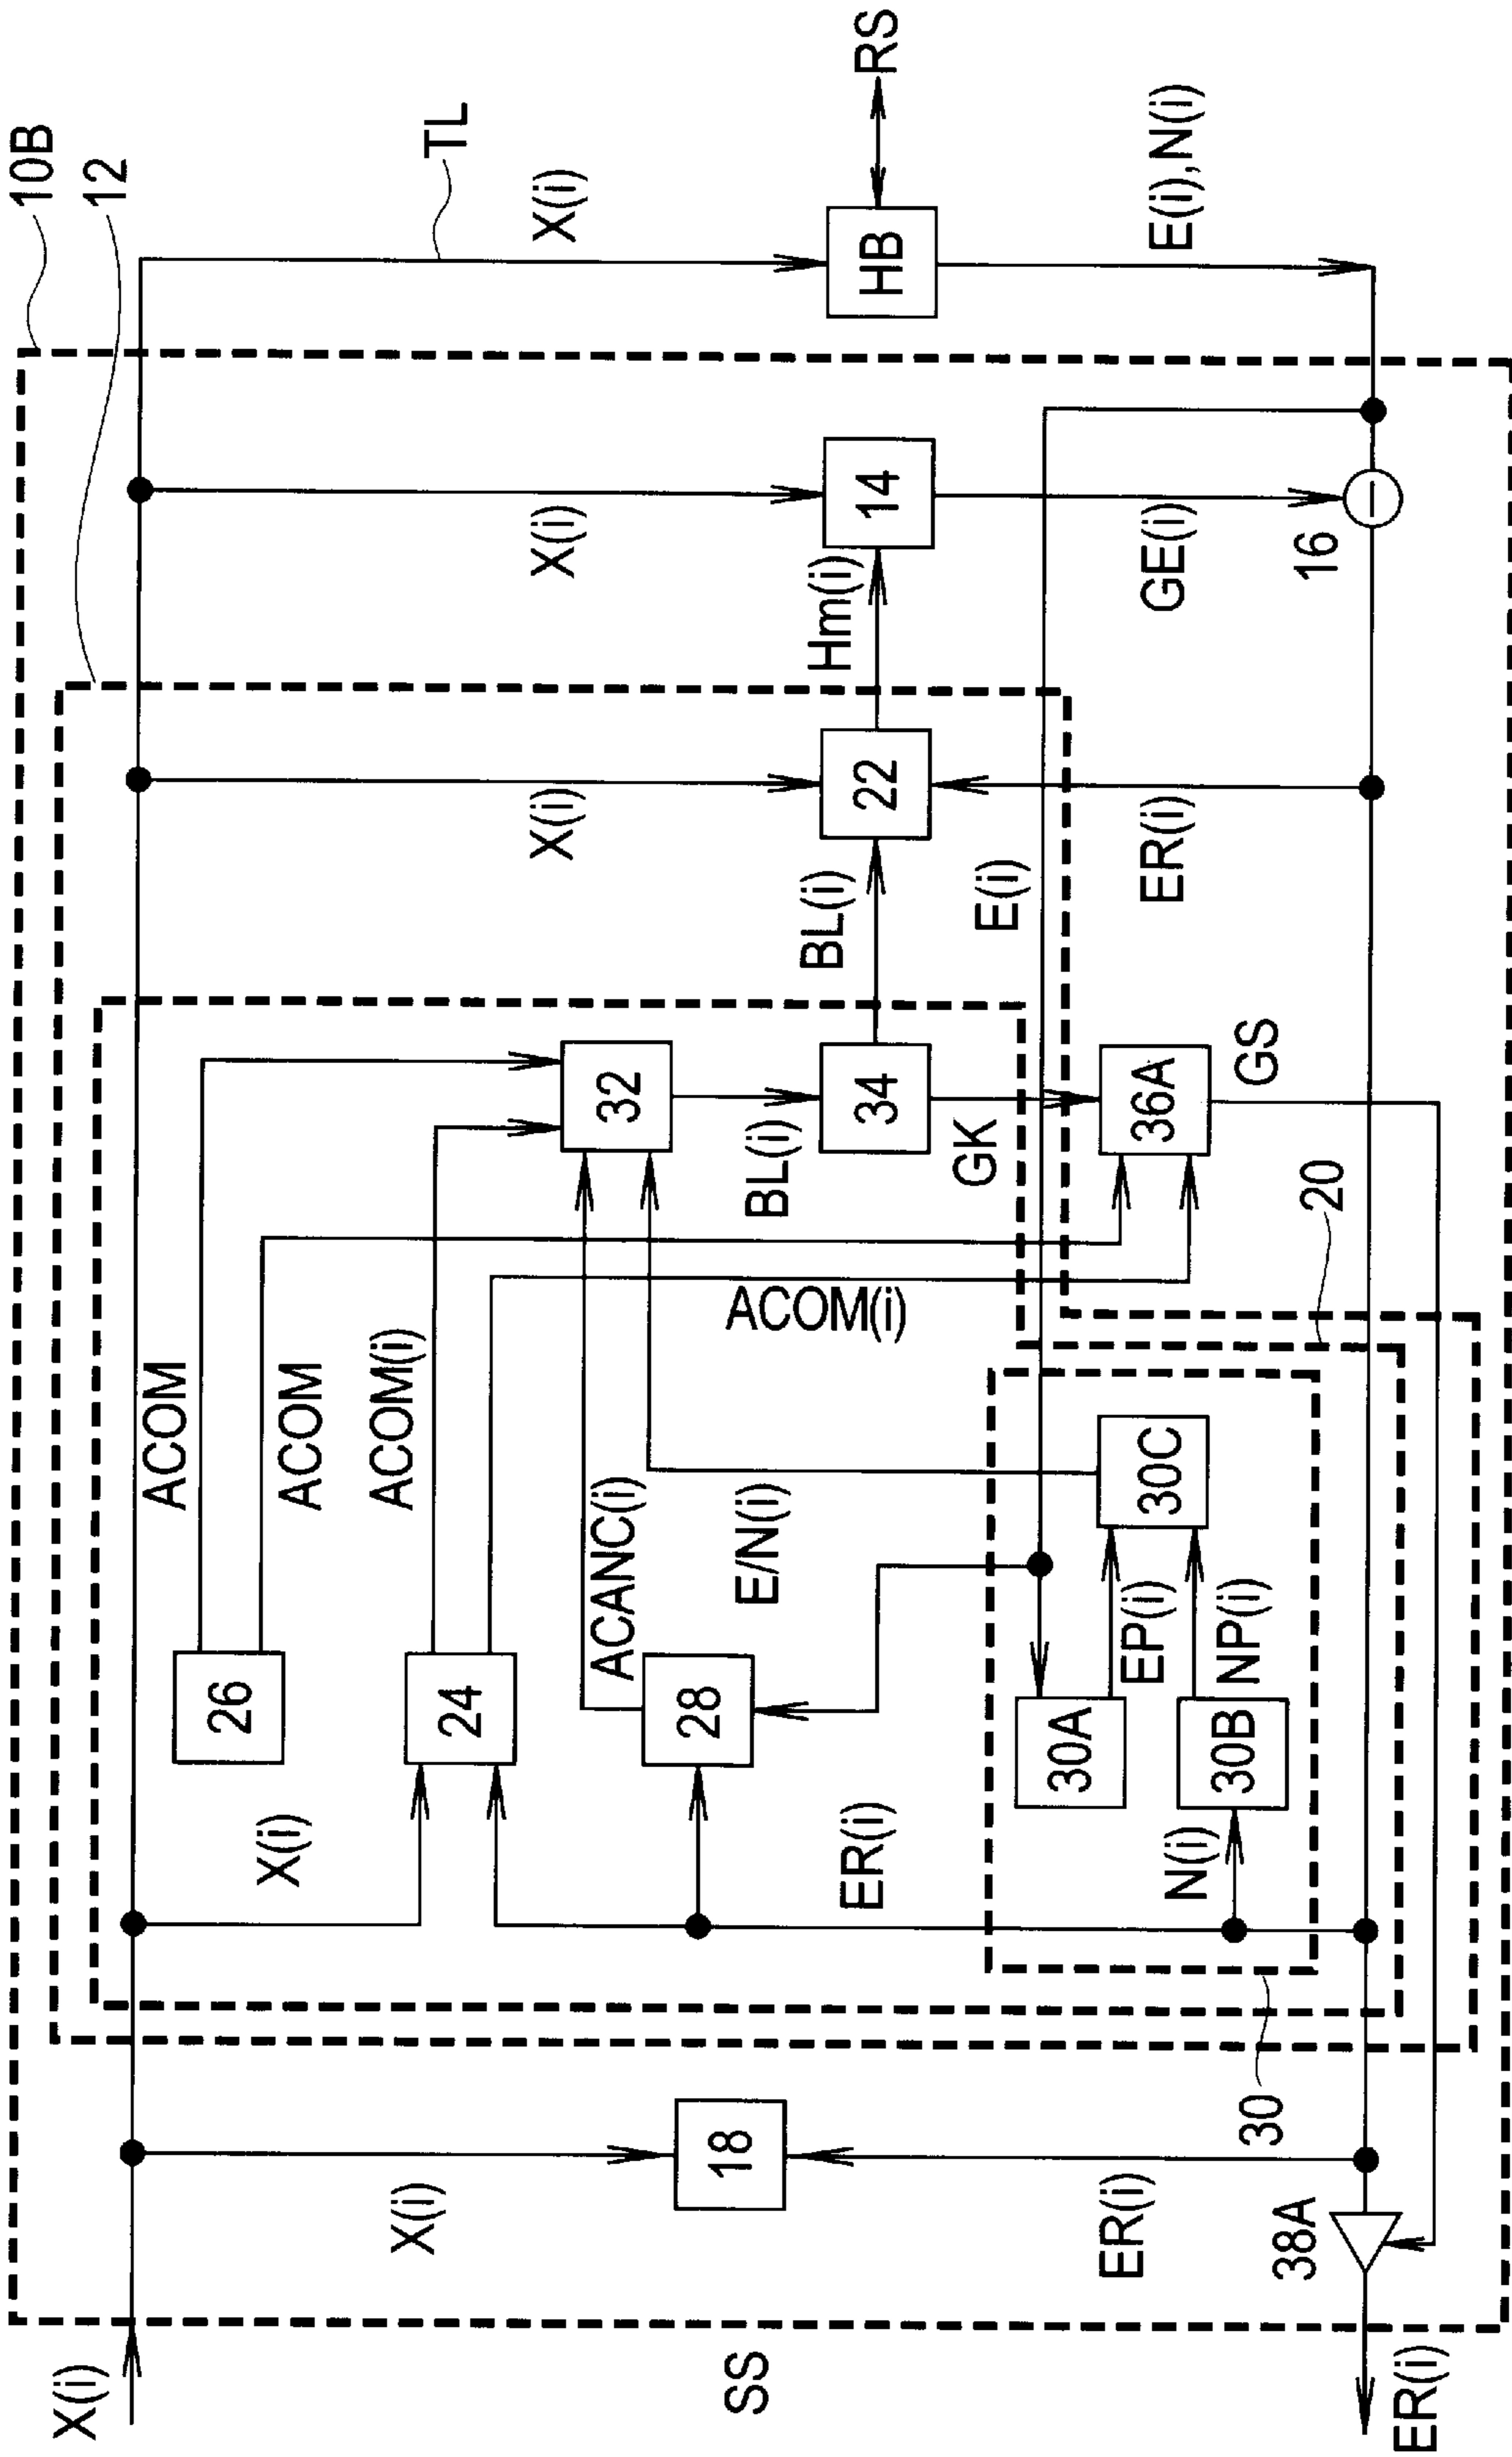 10B
12
TL
X(i)
HB
RS
E(i),N(i)
X(i)
14
Hm(i)
GE(i)
16
X(i)
22
BL(i)
E(i)
ER(i)
ACOM
32
BL(i)
34
GK
36A
GS
20
ACOM
ACOM(i)
ACOM(i)
ACANC(i)
E/N(i)
30C
EP(i)
NP(i)
26
24
28
30A
30B
X(i)
ER(i)
N(i)
30
18
X(i)
ER(i)
38A
X(i)
SS
ER(i)